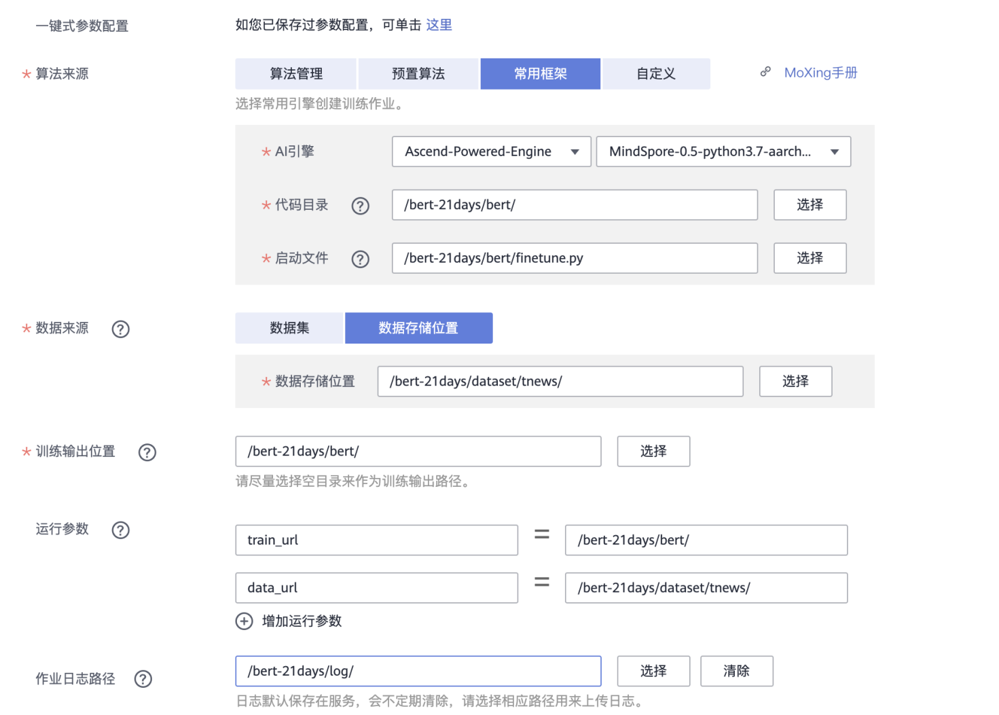 一键式参数配置
如您已保存过参数配置，可单击 这里
* 算法来源
算法管理 预置算法 常用框架 自定义 MoXing手册
选择常用引擎创建训练作业。
* AI引擎 Ascend-Powered-Engine MindSpore-0.5-python3.7-aarch...
* 代码目录 ? /bert-21days/bert/ 选择
* 启动文件 ? /bert-21days/bert/finetune.py 选择
* 数据来源 ? 数据集 数据存储位置
* 数据存储位置 /bert-21days/dataset/tnews/ 选择
* 训练输出位置 ? /bert-21days/bert/ 选择
请尽量选择空目录来作为训练输出路径。
运行参数 ? train_url = /bert-21days/bert/
data_url = /bert-21days/dataset/tnews/
增加运行参数
作业日志路径 ? /bert-21days/log/ 选择 清除
日志默认保存在服务，会不定期清除，请选择相应路径用来上传日志。